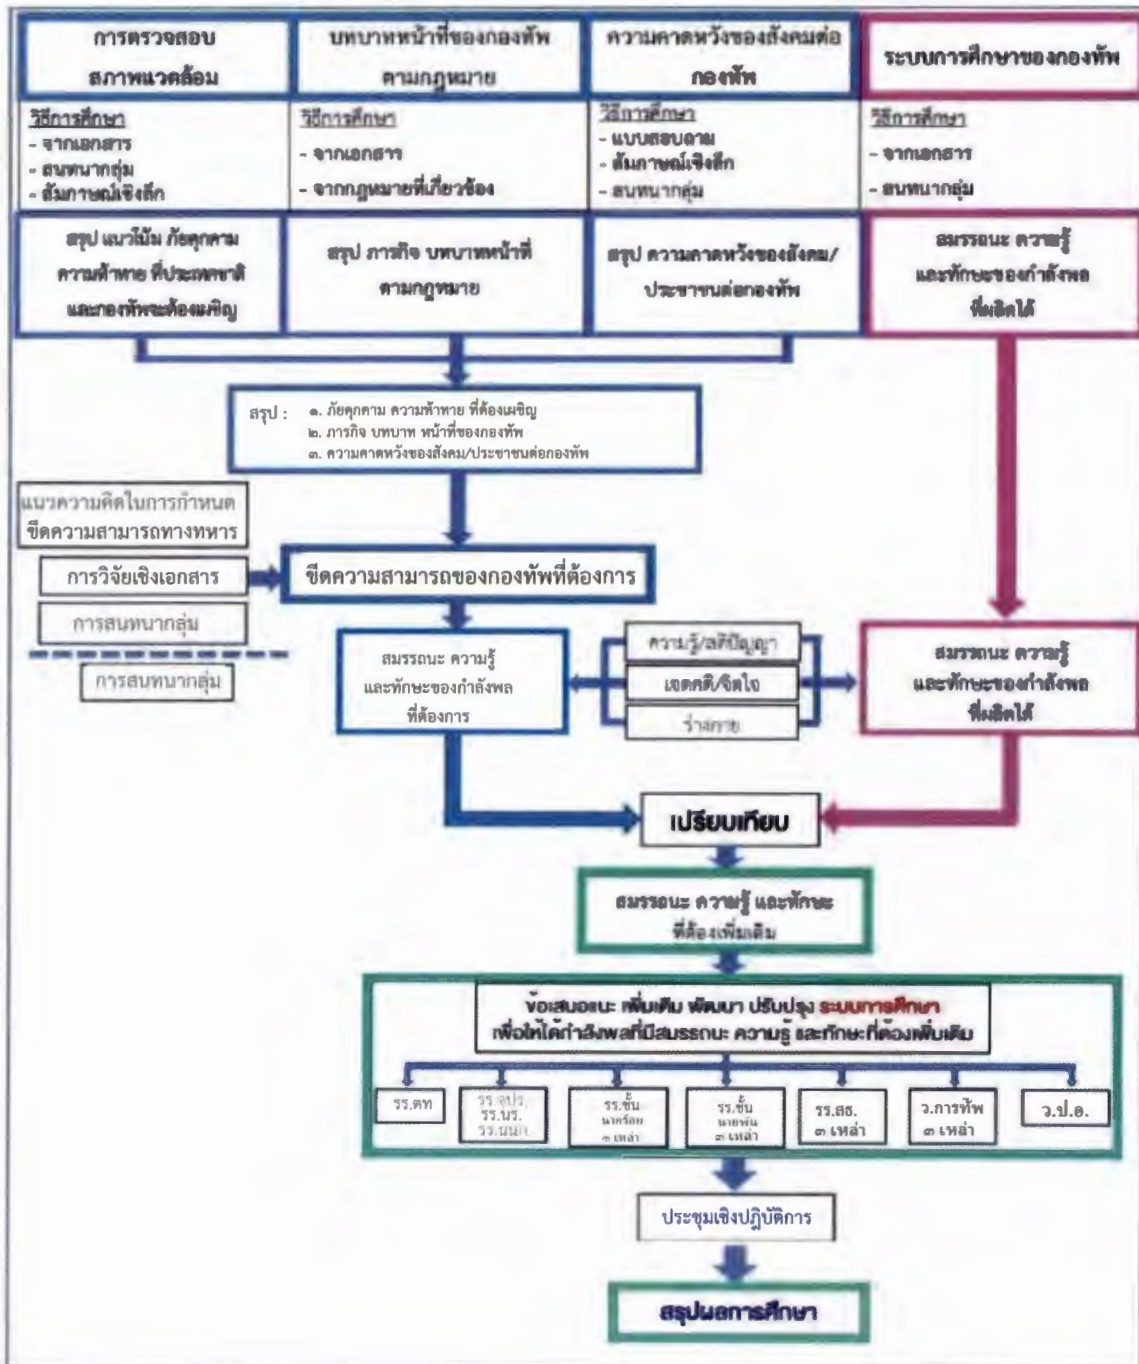 การตรวจสอบ
สภาพแวดล้อม
บทบาทหน้าที่ของกองทัพ
ตามกฎหมาย
ความคาดหวังของสังคมต่อ
กองทัพ
ระบบการศึกษาของกองทัพ
วิธีการศึกษา
- จากเอกสาร
- สนทนากลุ่ม
- สัมภาษณ์เชิงลึก
วิธีการศึกษา
- จากเอกสาร
- จากกฎหมายที่เกี่ยวข้อง
วิธีการศึกษา
- แบบสอบถาม
- สัมภาษณ์เชิงลึก
- สนทนากลุ่ม
วิธีการศึกษา
- จากเอกสาร
- สนทนากลุ่ม
สรุป แนวโน้ม ภัยคุกคาม
ความท้าทาย ที่ประเทศชาติ
และกองทัพจะต้องเผชิญ
สรุป ภารกิจ บทบาทหน้าที่
ตามกฎหมาย
สรุป ความคาดหวังของสังคม/
ประชาชนต่อกองทัพ
สมรรถนะ ความรู้
และทักษะของกำลังพล
ที่ผลิตได้
สรุป : ๑. ภัยคุกคาม ความท้าทาย ที่ต้องเผชิญ
๒. ภารกิจ บทบาท หน้าที่ของกองทัพ
๓. ความคาดหวังของสังคม/ประชาชนต่อกองทัพ
แนวความคิดในการกำหนด
ขีดความสามารถทางทหาร
การวิจัยเชิงเอกสาร
การสนทนากลุ่ม
การสนทนากลุ่ม
ขีดความสามารถของกองทัพที่ต้องการ
สมรรถนะ ความรู้
และทักษะของกำลังพล
ที่ต้องการ
ความรู้/สติปัญญา
เจตคติ/จิตใจ
ร่างกาย
สมรรถนะ ความรู้
และทักษะของกำลังพล
ที่ผลิตได้
เปรียบเทียบ
สมรรถนะ ความรู้ และทักษะ
ที่ต้องเพิ่มเติม
ข้อเสนอแนะ เพิ่มเติม พัฒนา ปรับปรุง ระบบการศึกษา
เพื่อให้ได้กำลังพลที่มีสมรรถนะ ความรู้ และทักษะที่ต้องเพิ่มเติม
รร.ตท
รร.จปร.
รร.นร.
รร.นนก.
รร.ชั้น
นายร้อย
๓ เหล่า
รร.ชั้น
นายพัน
๓ เหล่า
รร.สธ.
๓ เหล่า
ว.การทัพ
๓ เหล่า
ว.ป.อ.
ประชุมเชิงปฏิบัติการ
สรุปผลการศึกษา